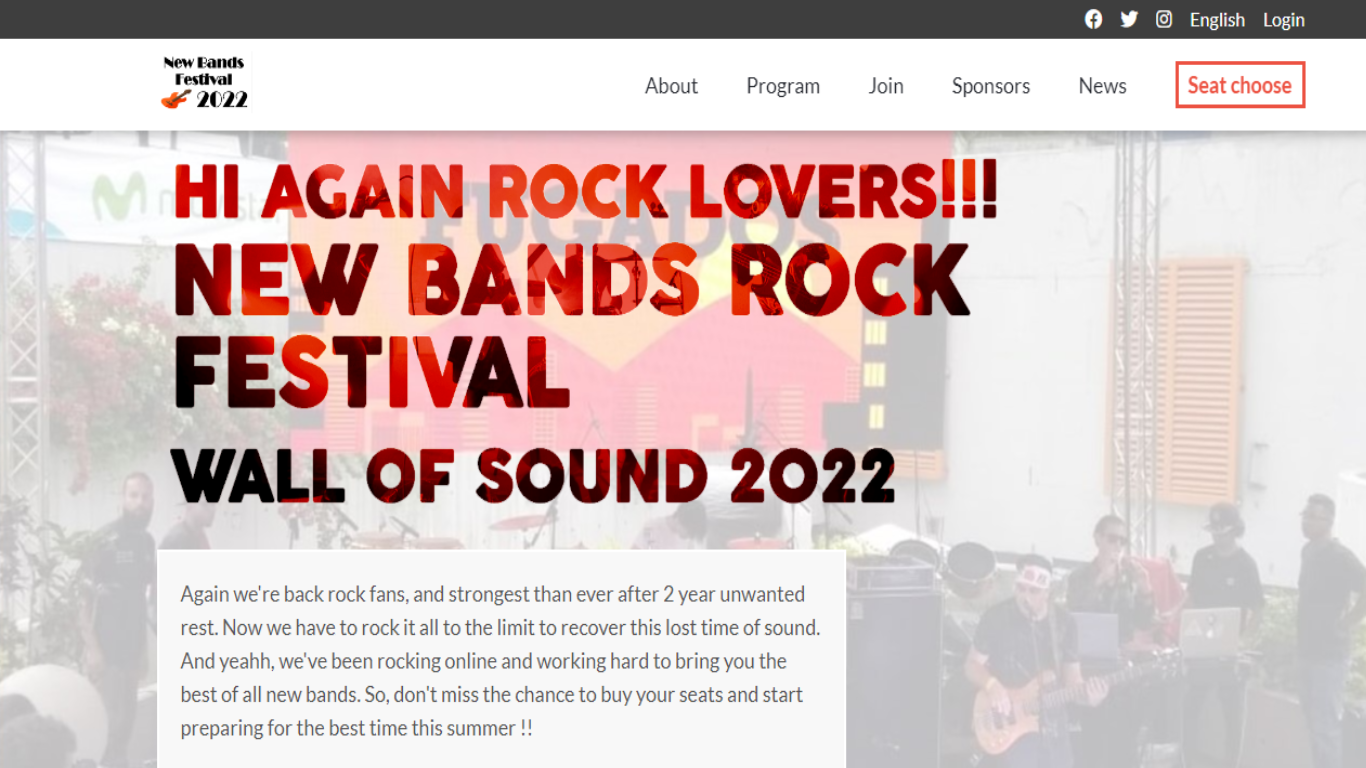 English Login
New Bands
Festival
2022
About Program Join Sponsors News Seat choose
movistar
FUGADOS
HI AGAIN ROCK LOVERS!!!
NEW BANDS ROCK
FESTIVAL
WALL OF SOUND 2022
Again we're back rock fans, and strongest than ever after 2 year unwanted
rest. Now we have to rock it all to the limit to recover this lost time of sound.
And yeahh, we've been rocking online and working hard to bring you the
best of all new bands. So, don't miss the chance to buy your seats and start
preparing for the best time this summer !!